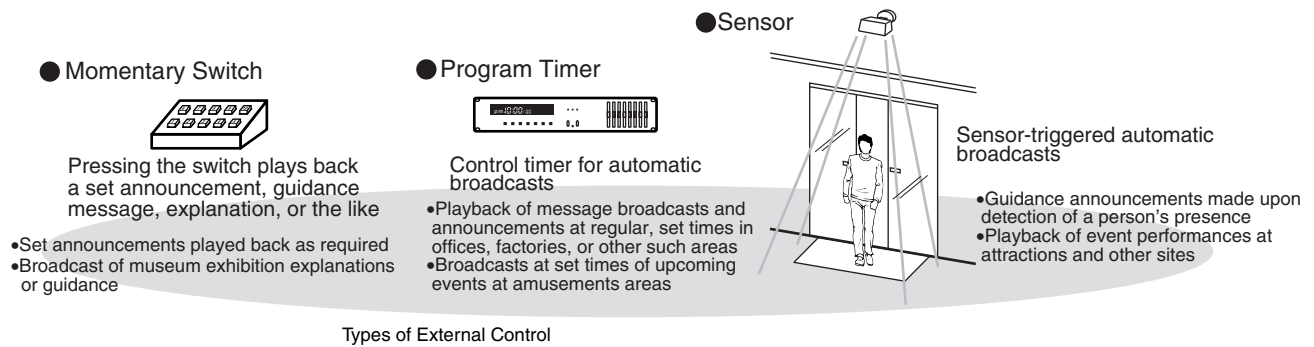 ● Momentary Switch
Pressing the switch plays back
a set announcement, guidance
message, explanation, or the like
•Set announcements played back as required
•Broadcast of museum exhibition explanations
or guidance
● Program Timer
pm 10:00:00
Control timer for automatic
broadcasts
•Playback of message broadcasts and
announcements at regular, set times in
offices, factories, or other such areas
•Broadcasts at set times of upcoming
events at amusements areas
●Sensor
Sensor-triggered automatic
broadcasts
•Guidance announcements made upon
detection of a person's presence
•Playback of event performances at
attractions and other sites
Types of External Control